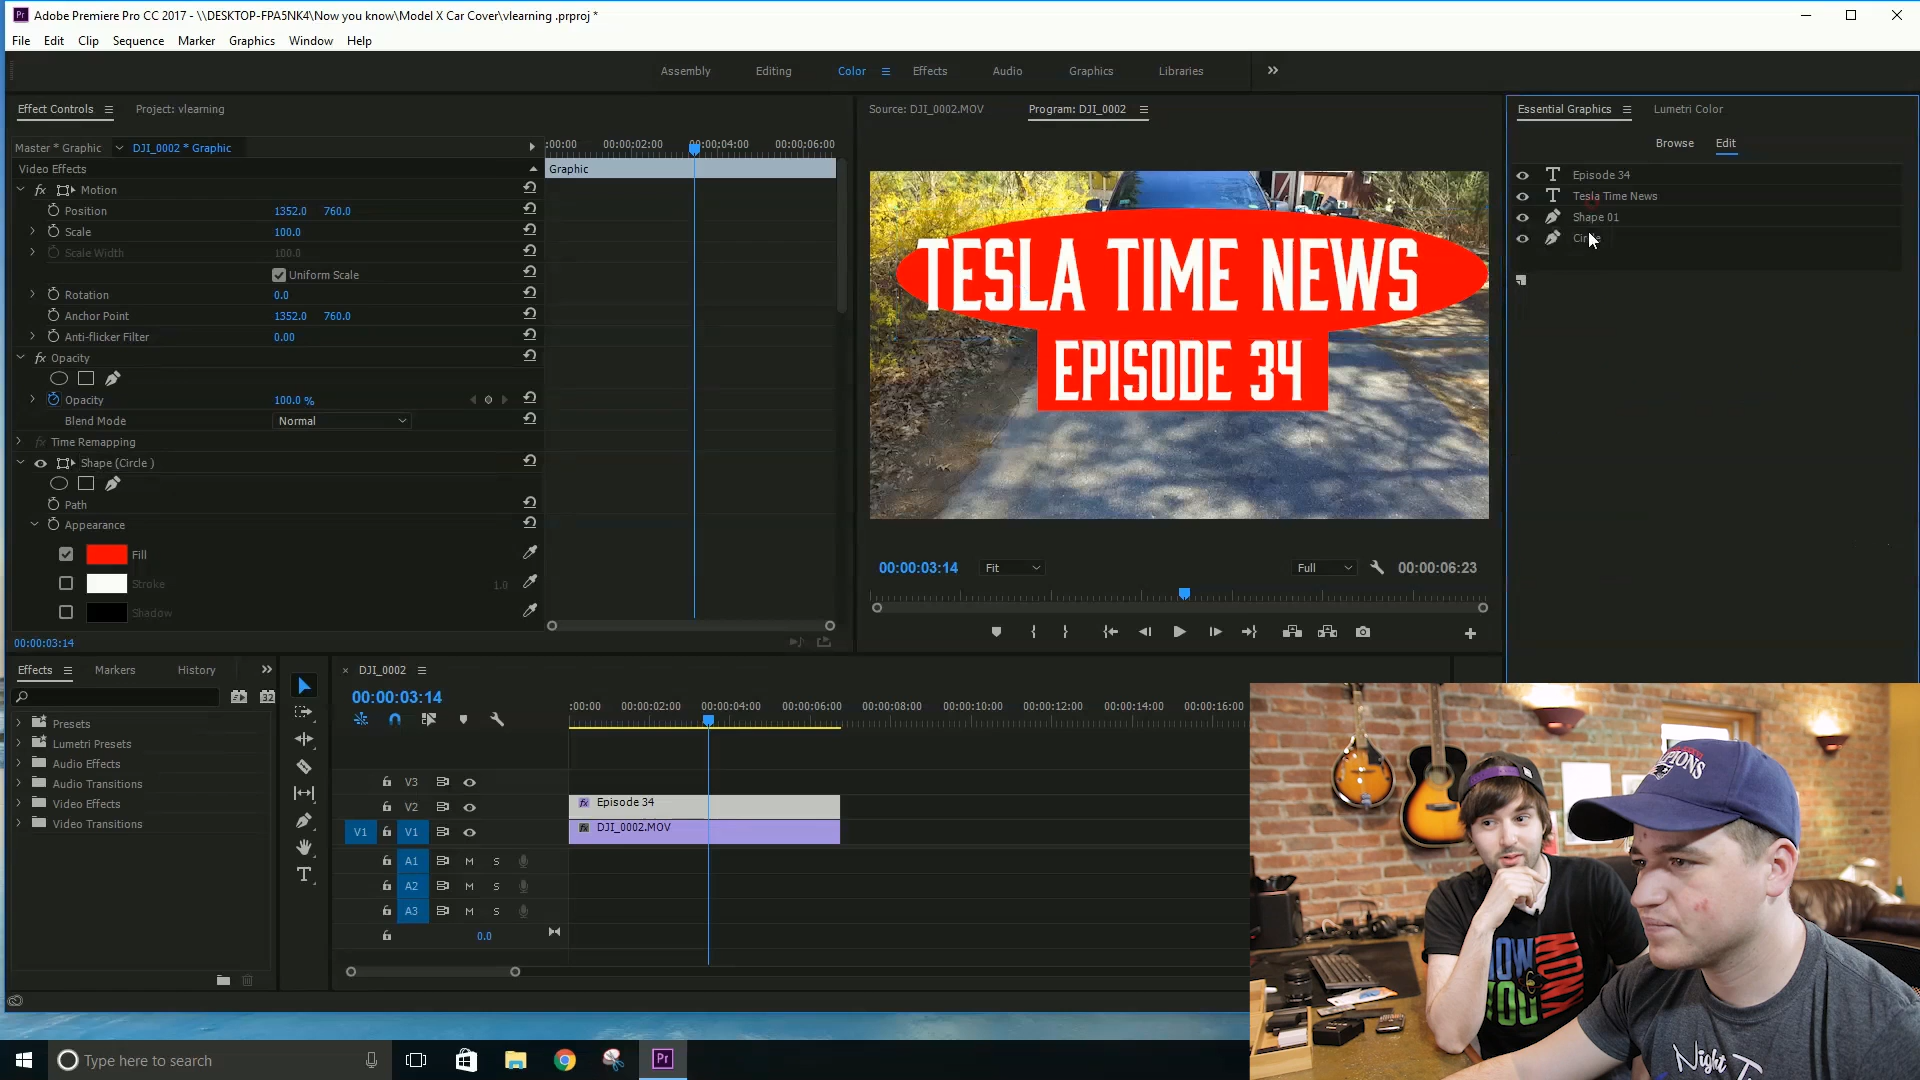 Adobe Premiere Pro CC 2017 - \\DESKTOP-FPA5NK4\Now you know\Model X Car Cover\vlearning .prproj *
File Edit Clip Sequence Marker Graphics Window Help
Assembly Editing Color Effects Audio Graphics Libraries
Effect Controls Project: vlearning
Source: DJI_0002.MOV Program: DJI_0002
Essential Graphics Lumetri Color
Browse Edit
Master * Graphic DJI_0002 * Graphic
:00:00 00:00:02:00 00:00:04:00 00:00:06:00
Video Effects
Graphic
fx Motion
Position 1352.0 760.0
Scale 100.0
Scale Width 100.0
Uniform Scale
Rotation 0.0
Anchor Point 1352.0 760.0
Anti-flicker Filter 0.00
fx Opacity
Opacity 100.0 %
Blend Mode Normal
fx Time Remapping
Shape (Circle )
Path
Appearance
Fill
Stroke 1.0
Shadow
00:00:03:14
TESLA TIME NEWS
EPISODE 34
Episode 34
Tesla Time News
Shape 01
00:00:03:14 Fit Full 00:00:06:23
Effects Markers History
32
Presets
Lumetri Presets
Audio Effects
Audio Transitions
Video Effects
Video Transitions
× DJI_0002
00:00:03:14
:00:00 00:00:02:00 00:00:04:00 00:00:06:00 00:00:08:00 00:00:10:00 00:00:12:00 00:00:14:00 00:00:16:00
V3
V2 fx Episode 34
V1 V1 fx DJI_0002.MOV
A1 M S
A2 M S
A3 M S
0.0
NOW
YOU
Night
Type here to search
Pr